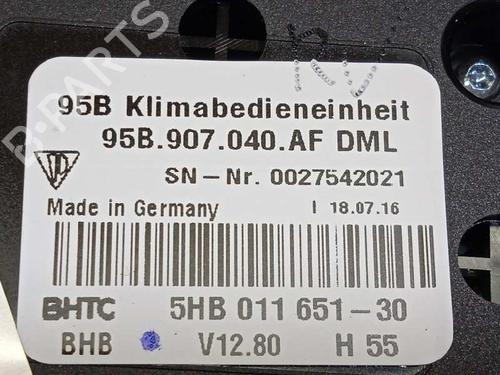 95B Klimabedieneinheit
95B.907.040.AF DML
SN-Nr. 0027542021
Made in Germany I 18.07.16
BHTC 5HB 011 651-30
BHB V12.80 H 55
B-PARTS